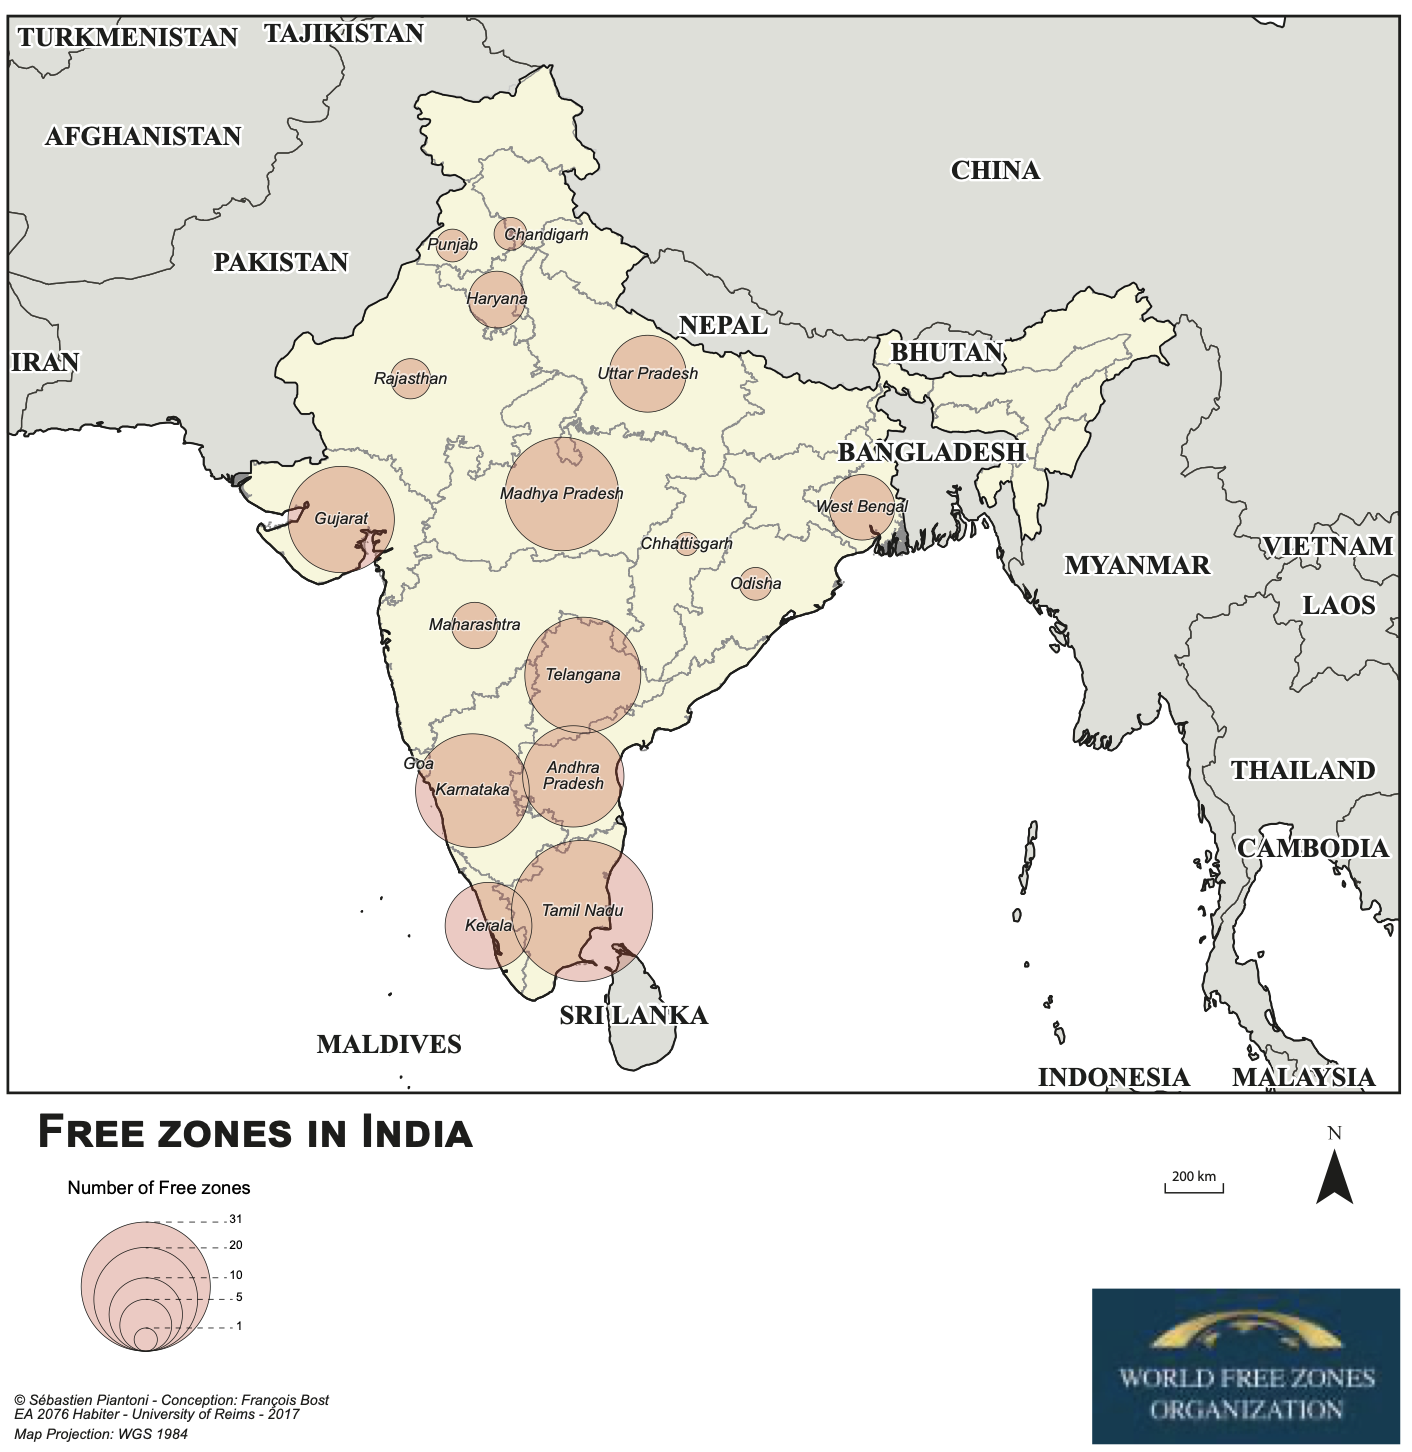 TURKMENISTAN
TAJIKISTAN
AFGHANISTAN
CHINA
Punjab
Chandigarh
PAKISTAN
Haryana
NEPAL
IRAN
BHUTAN
Rajasthan
Uttar Pradesh
BANGLADESH
Madhya Pradesh
West Bengal
Gujarat
Chhattisgarh
VIETNAM
MYANMAR
Odisha
LAOS
Maharashtra
Telangana
Goa
Andhra
Pradesh
THAILAND
Karnataka
CAMBODIA
Tamil Nadu
Kerala
SRI LANKA
MALDIVES
INDONESIA
MALAYSIA
FREE ZONES IN INDIA
N
200 km
Number of Free zones
31
20
10
5
1
WORLD FREE ZONES
ORGANIZATION
© Sébastien Piantoni - Conception: François Bost
EA 2076 Habiter - University of Reims - 2017
Map Projection: WGS 1984